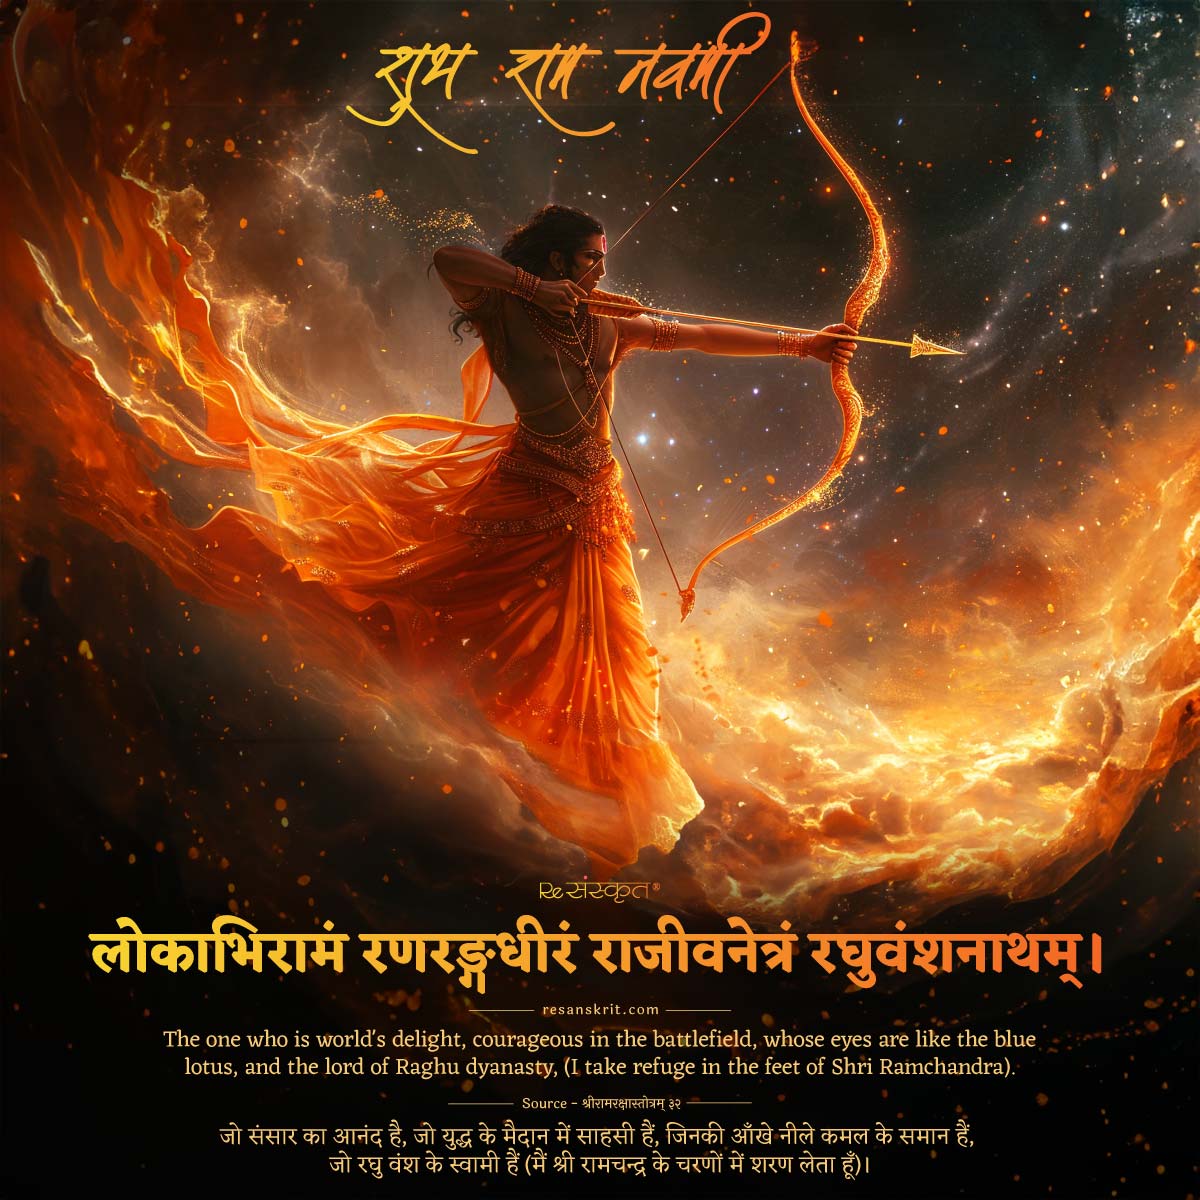 शुभ राम नवमी
Reसंस्कृत®
लोकाभिरामं रणरङ्गधीरं राजीवनेत्रं रघुवंशनाथम्।
resanskrit.com
The one who is world's delight, courageous in the battlefield, whose eyes are like the blue
lotus, and the lord of Raghu dyanasty, (I take refuge in the feet of Shri Ramchandra).
Source - श्रीरामरक्षास्तोत्रम् ३२
जो संसार का आनंद है, जो युद्ध के मैदान में साहसी हैं, जिनकी आँखे नीले कमल के समान हैं,
जो रघु वंश के स्वामी हैं (मैं श्री रामचन्द्र के चरणों में शरण लेता हूँ)।